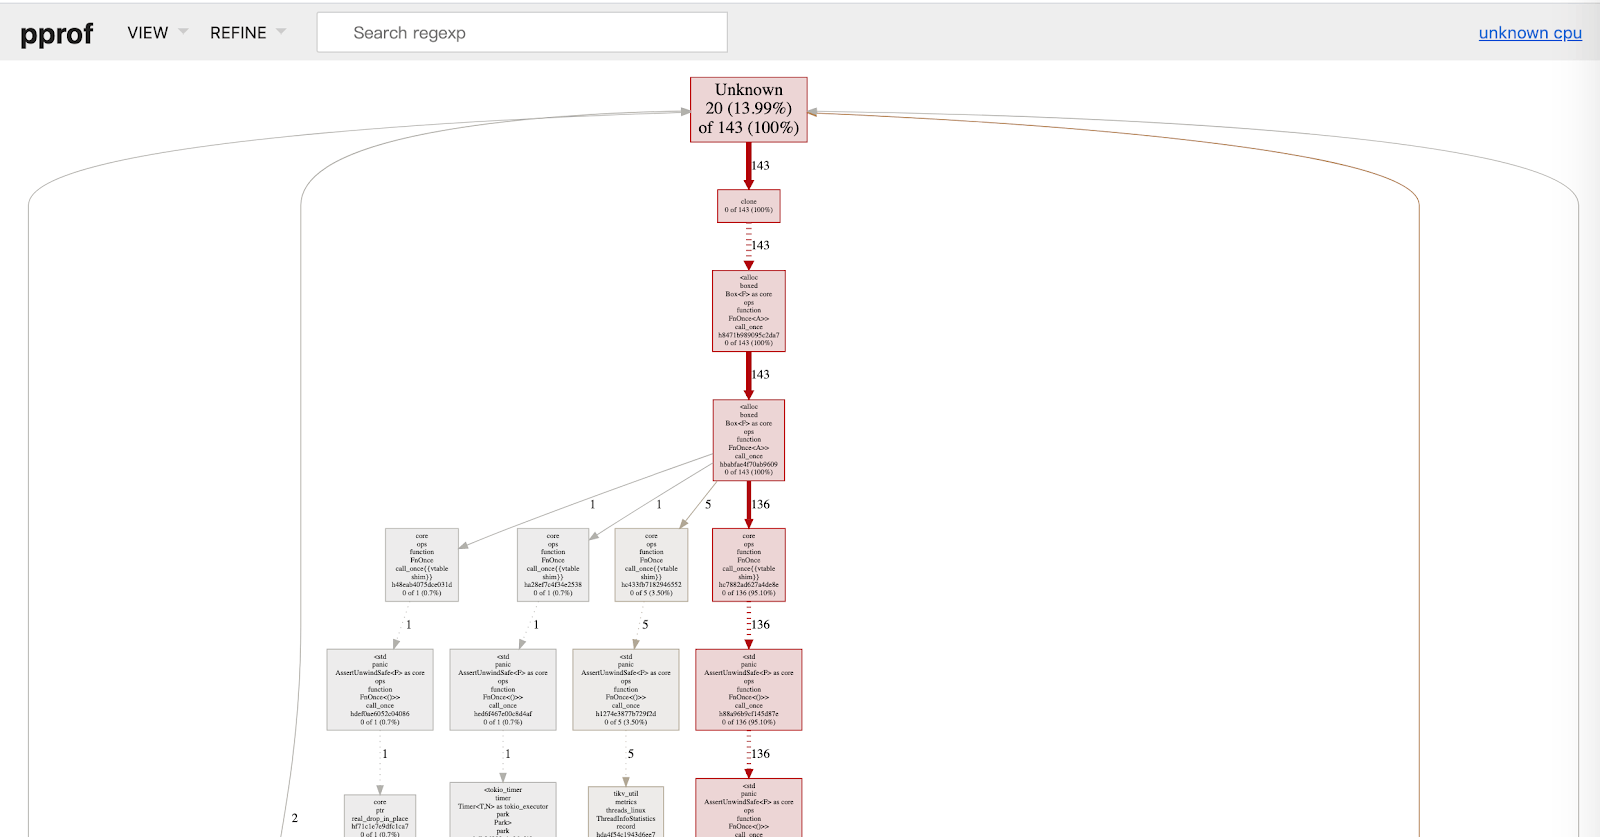 pprof
VIEW
REFINE
Search regexp
unknown cpu
Unknown
20 (13.99%)
of 143 (100%)
143
clone
0 of 143 (100%)
143
<alloc
boxed
Box<F> as core
ops
function
FnOnce<A>>
call_once
h8471b989095c2da7
0 of 143 (100%)
143
<alloc
boxed
Box<F> as core
ops
function
FnOnce<A>>
call_once
hbabfae4f70ab9609
0 of 143 (100%)
1
1
5
136
core
ops
function
FnOnce
call_once{{vtable
shim}}
h48eab4075dce031d
0 of 1 (0.7%)
core
ops
function
FnOnce
call_once{{vtable
shim}}
ha28ef7c4f34e2538
0 of 1 (0.7%)
core
ops
function
FnOnce
call_once{{vtable
shim}}
hc433fb7182946552
0 of 5 (3.50%)
core
ops
function
FnOnce
call_once{{vtable
shim}}
hc7882ad627a4de8e
0 of 136 (95.10%)
1
1
5
136
<std
panic
AssertUnwindSafe<F> as core
ops
function
FnOnce<()>>
call_once
hdef0ae6052c04086
0 of 1 (0.7%)
<std
panic
AssertUnwindSafe<F> as core
ops
function
FnOnce<()>>
call_once
hed6f467e00c8d4af
0 of 1 (0.7%)
<std
panic
AssertUnwindSafe<F> as core
ops
function
FnOnce<()>>
call_once
h1274e3877b729f2d
0 of 5 (3.50%)
<std
panic
AssertUnwindSafe<F> as core
ops
function
FnOnce<()>>
call_once
h88a96b9cf145d87e
0 of 136 (95.10%)
1
1
5
136
2
core
ptr
real_drop_in_place
hf71c1e7e9dfc1ca7
0 of 1 (0.7%)
<tokio_timer
timer
Timer<T,N> as tokio_executor
park
Park>
park
tikv_util
metrics
threads_linux
ThreadInfoStatistics
record
hda4f54c1943d6ee7
<std
panic
AssertUnwindSafe<F> as core
ops
function
FnOnce<()>>
call_once